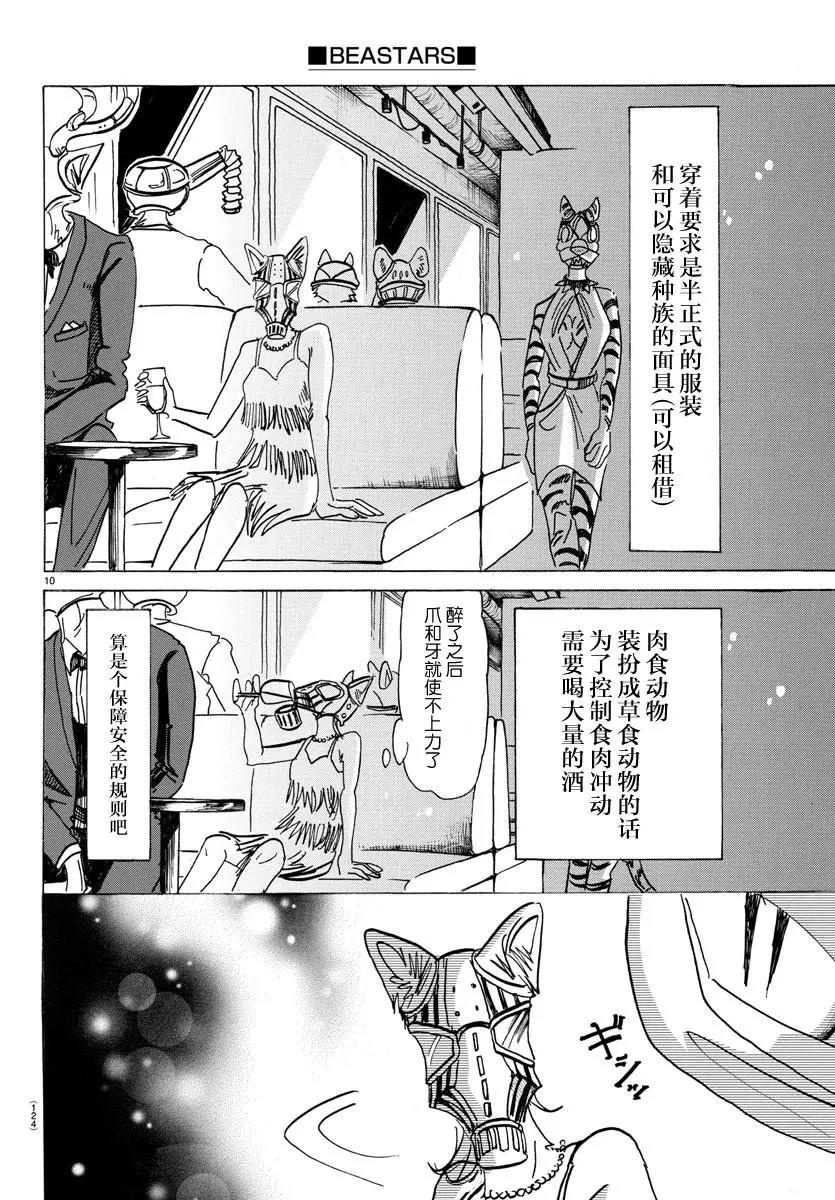 ■BEASTARS■
穿着要求是半正式的服装
和可以隐藏种族的面具(可以租借)
10
肉食动物
装扮成草食动物的话
为了控制食肉冲动
需要喝大量的酒
醉了之后
爪和牙就使不上力了
算是个保障安全的规则吧
ギシッ
(124)